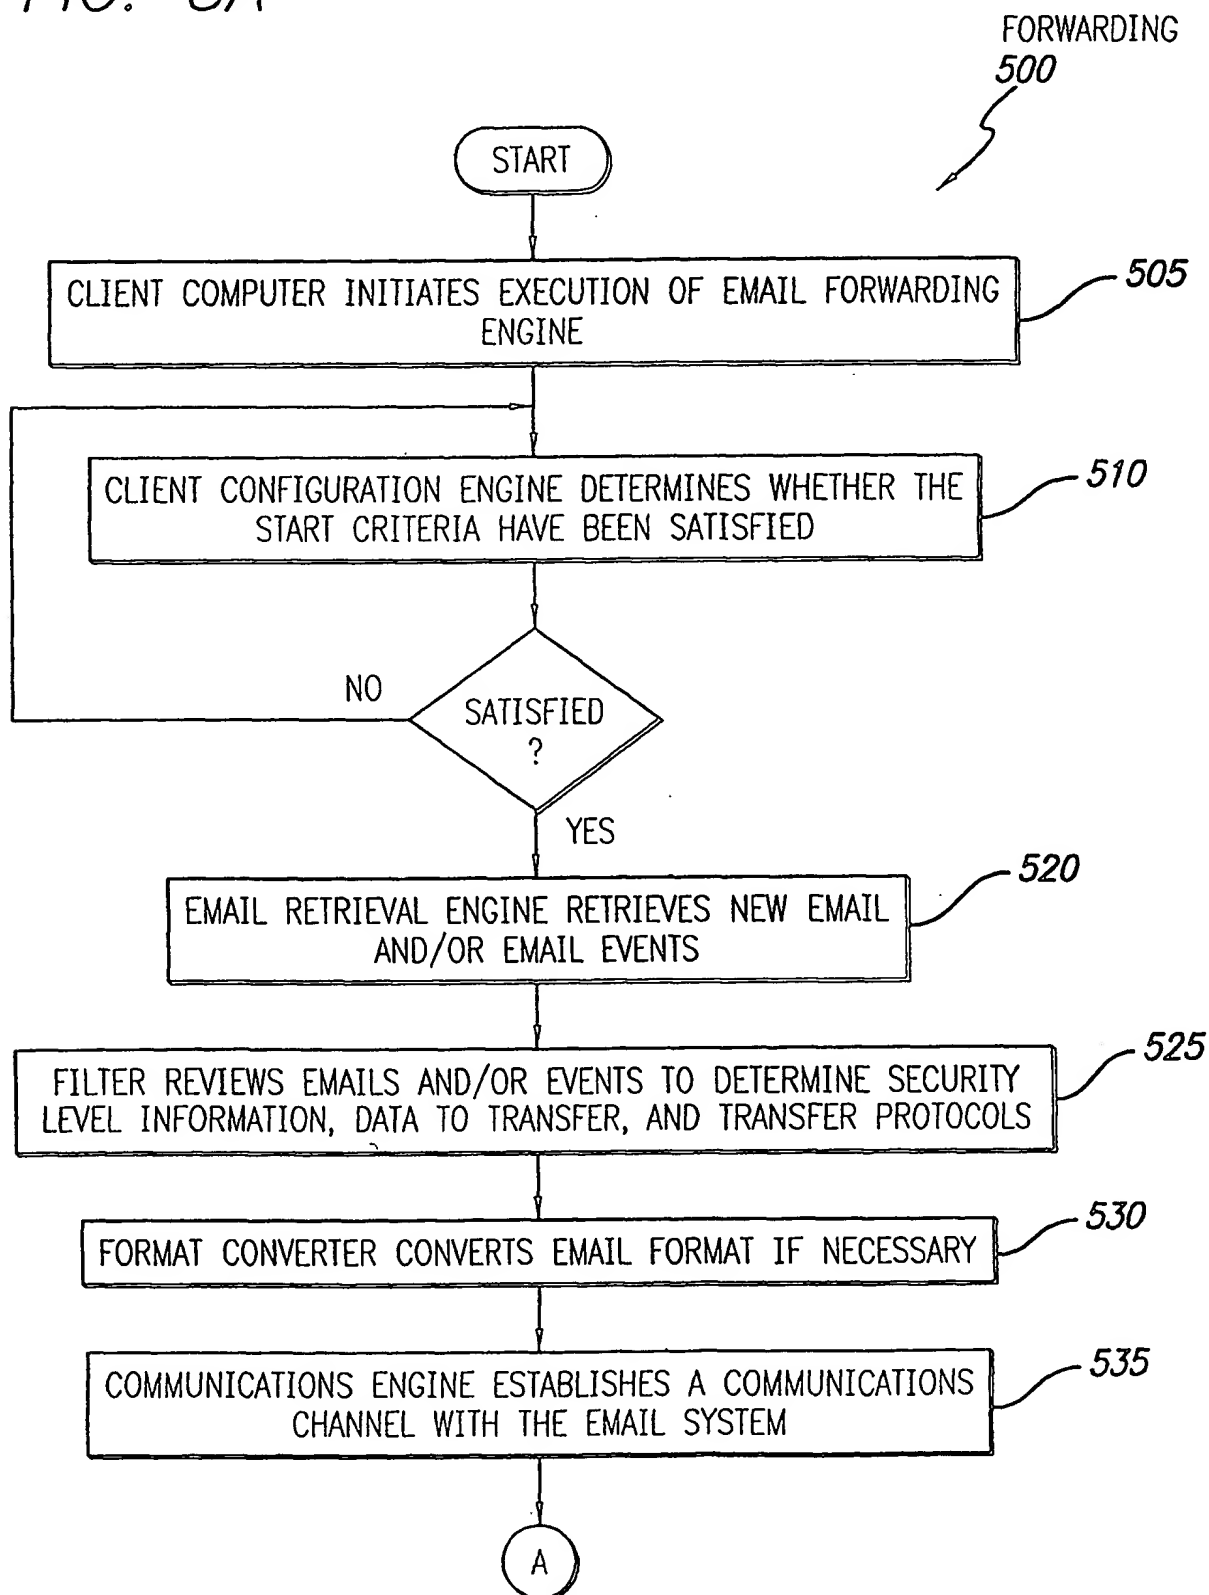 FORWARDING
500
START
CLIENT COMPUTER INITIATES EXECUTION OF EMAIL FORWARDING
ENGINE
505
CLIENT CONFIGURATION ENGINE DETERMINES WHETHER THE
START CRITERIA HAVE BEEN SATISFIED
510
NO
SATISFIED
?
YES
EMAIL RETRIEVAL ENGINE RETRIEVES NEW EMAIL
AND/OR EMAIL EVENTS
520
FILTER REVIEWS EMAILS AND/OR EVENTS TO DETERMINE SECURITY
LEVEL INFORMATION, DATA TO TRANSFER, AND TRANSFER PROTOCOLS
525
FORMAT CONVERTER CONVERTS EMAIL FORMAT IF NECESSARY
530
COMMUNICATIONS ENGINE ESTABLISHES A COMMUNICATIONS
CHANNEL WITH THE EMAIL SYSTEM
535
A